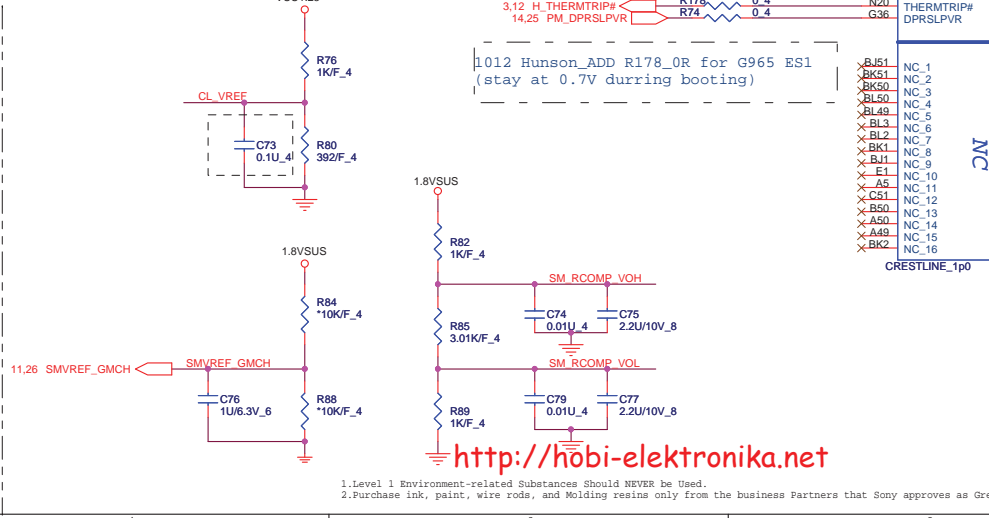 3,12 H_THERMTRIP#
R178
0_4
N20
THERMTRIP#
14,25 PM_DPRSLPVR
R74
0_4
G36
DPRSLPVR
R76
1K/F_4
1012 Hunson_ADD R178_0R for G965 ES1
(stay at 0.7V durring booting)
CL_VREF
C73
0.1U_4
R80
392/F_4
BJ51
NC_1
BK51
NC_2
BK50
NC_3
BL50
NC_4
BL49
NC_5
BL3
NC_6
BL2
NC_7
BK1
NC_8
BJ1
NC_9
E1
NC_10
A5
NC_11
C51
NC_12
B50
NC_13
A50
NC_14
A49
NC_15
BK2
NC_16
NC
CRESTLINE_1p0
1.8VSUS
R82
1K/F_4
SM_RCOMP_VOH
C74
0.01U_4
C75
2.2U/10V_8
R85
3.01K/F_4
SM_RCOMP_VOL
C79
0.01U_4
C77
2.2U/10V_8
R89
1K/F_4
1.8VSUS
R84
*10K/F_4
11,26 SMVREF_GMCH
SMVREF_GMCH
C76
1U/6.3V_6
R88
*10K/F_4
http://hobi-elektronika.net
1.Level 1 Environment-related Substances Should NEVER be Used.
2.Purchase ink, paint, wire rods, and Molding resins only from the business Partners that Sony approves as Gre